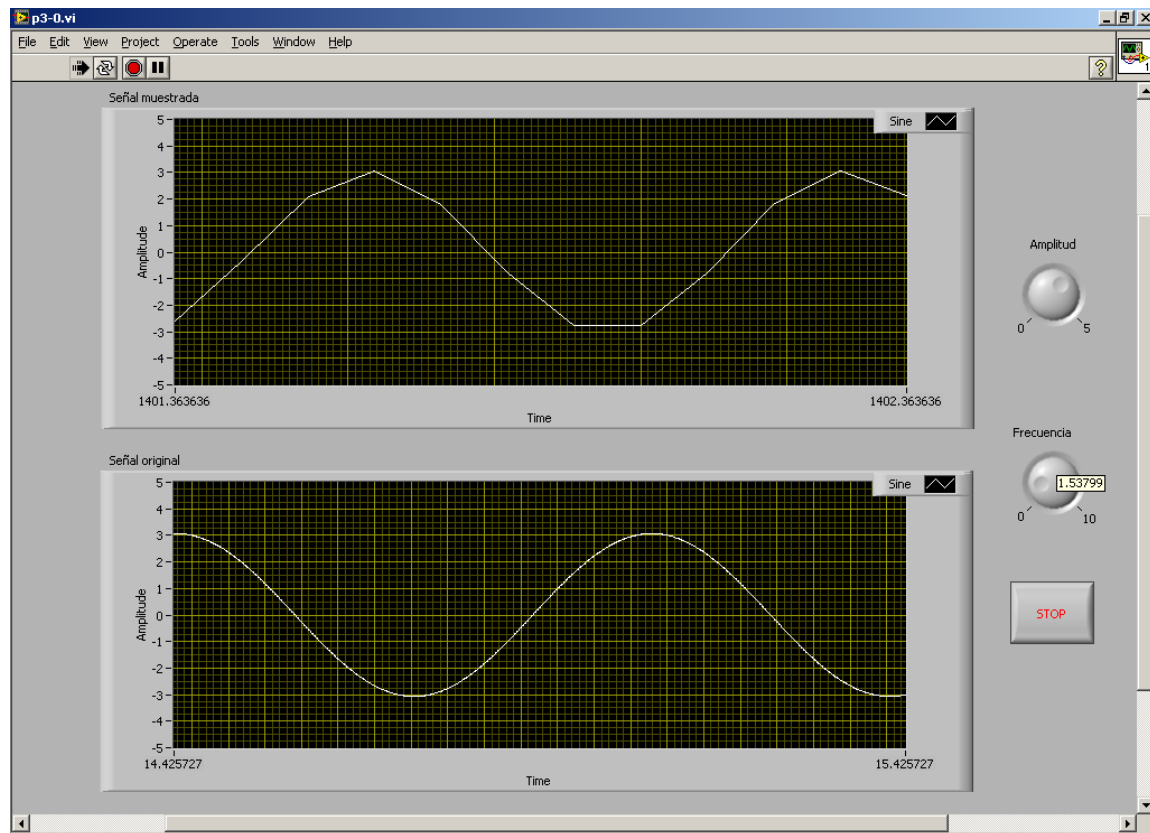 p3-0.vi
File Edit View Project Operate Tools Window Help
1
Señal muestrada
Sine
Amplitude
5
4
3
2
1
0
-1
-2
-3
-4
-5
1401.363636
1402.363636
Time
Amplitud
0
5
Señal original
Sine
Amplitude
5
4
3
2
1
0
-1
-2
-3
-4
-5
14.425727
15.425727
Time
Frecuencia
1.53799
0
10
STOP